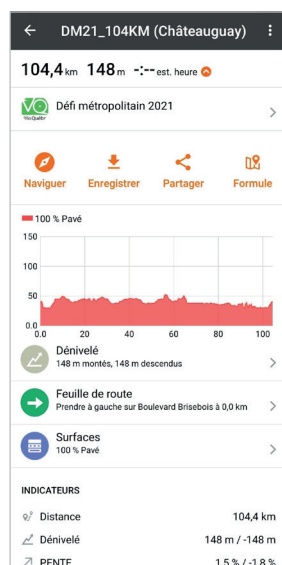 DM21_104KM (Châteauguay)
104,4 km 148 m -:-- est. heure
VQ Défi métropolitain 2021
Vélo Québec
Naviguer Enregistrer Partager Formule
100 % Pavé
150
100
50
0.0
0.0 20 40 60 80 100
Dénivelé
148 m montés, 148 m descendus
Feuille de route
Prendre à gauche sur Boulevard Brisebois à 0,0 km
Surfaces
100 % Pavé
INDICATEURS
Distance 104,4 km
Dénivelé 148 m / -148 m
PENTE 1.5 % / -1.8 %